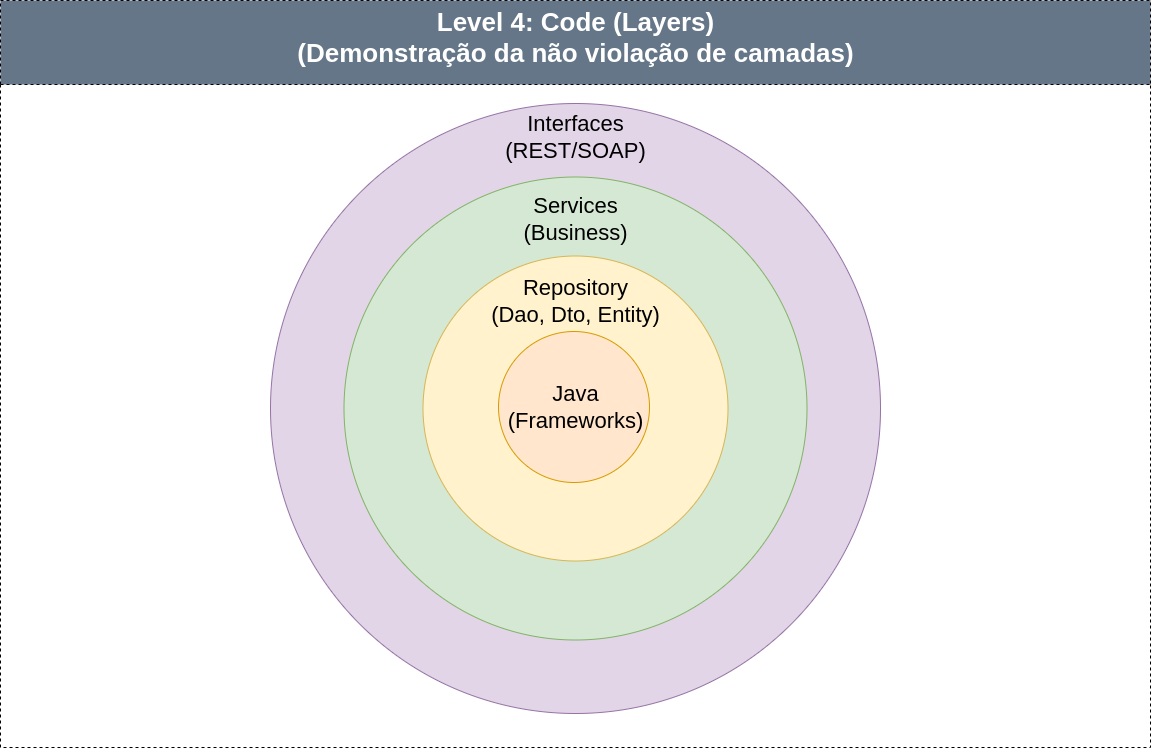 Level 4: Code (Layers)
(Demonstração da não violação de camadas)
Interfaces
(REST/SOAP)
Services
(Business)
Repository
(Dao, Dto, Entity)
Java
(Frameworks)